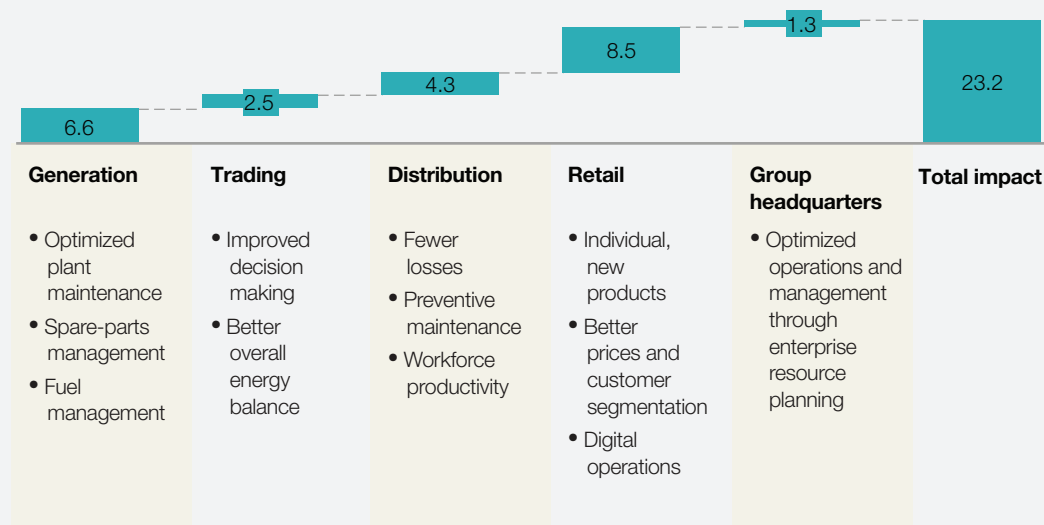 6.6
2.5
4.3
8.5
1.3
23.2
Generation
• Optimized
plant
maintenance
• Spare-parts
management
• Fuel
management
Trading
• Improved
decision
making
• Better
overall
energy
balance
Distribution
• Fewer
losses
• Preventive
maintenance
• Workforce
productivity
Retail
• Individual,
new
products
• Better
prices and
customer
segmentation
• Digital
operations
Group
headquarters
• Optimized
operations and
management
through
enterprise
resource
planning
Total impact